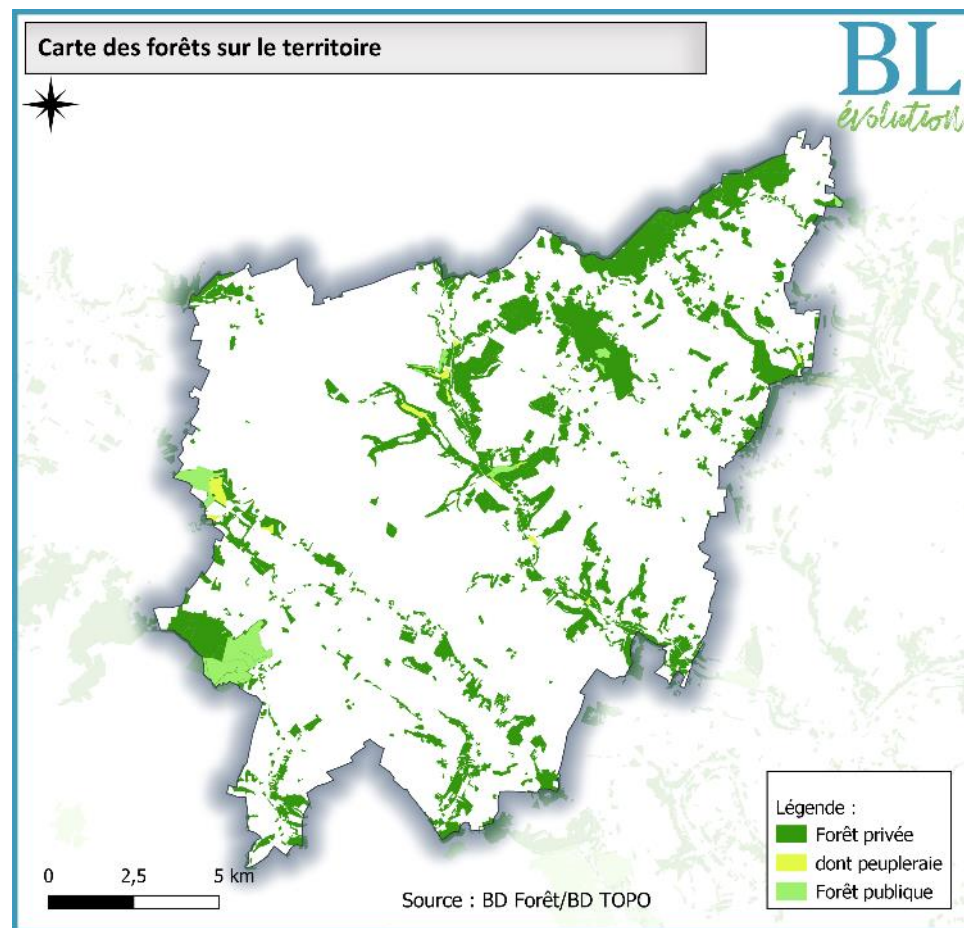 Carte des forêts sur le territoire
BL
évolution
Légende :
Forêt privée
dont peupleraie
Forêt publique
0 2,5 5 km
Source : BD Forêt/BD TOPO